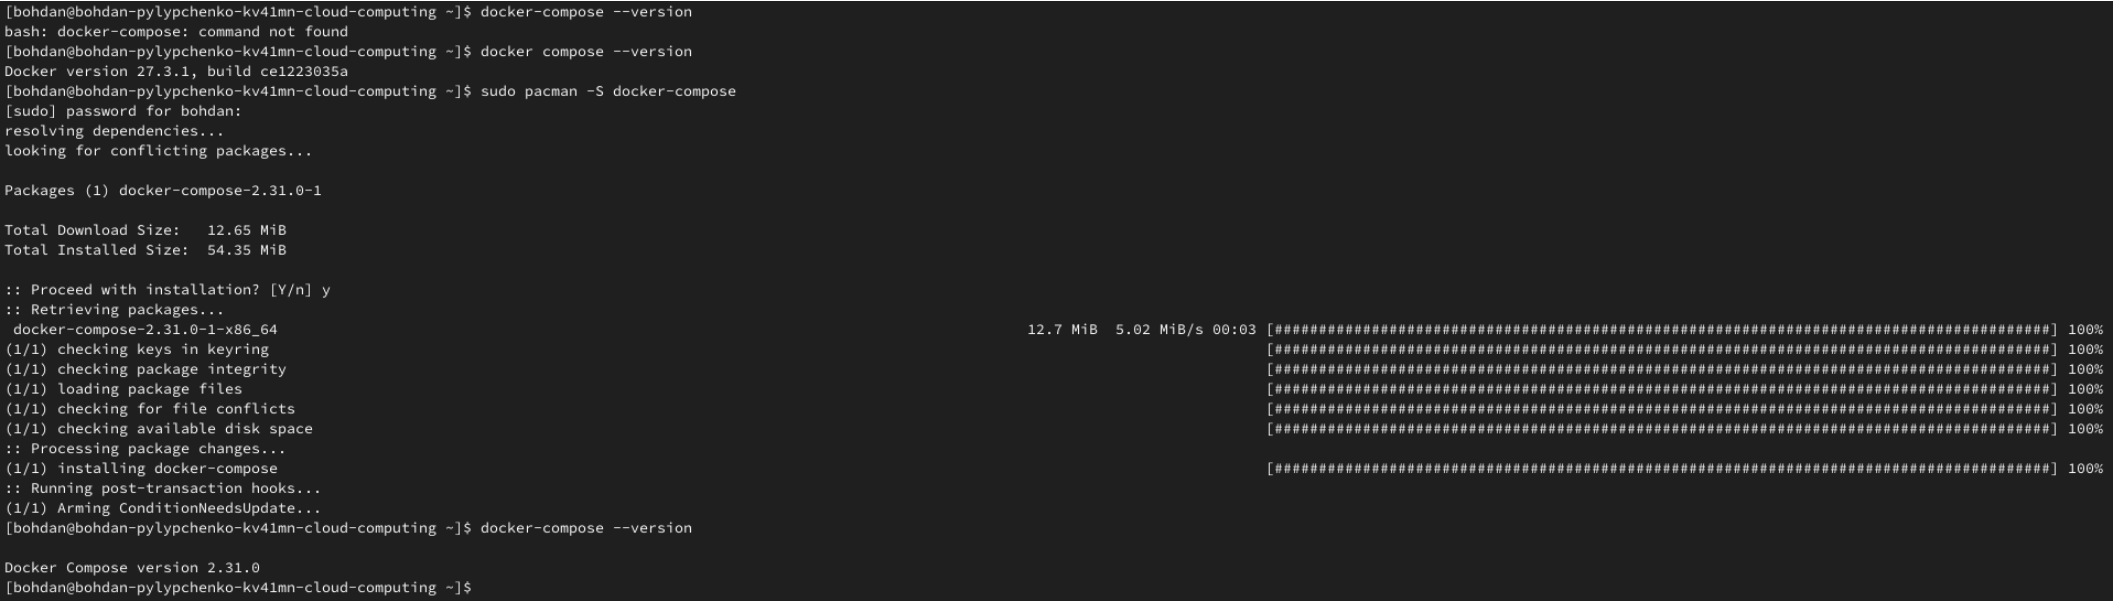 [bohdan@bohdan-pylypchenko-kv41mn-cloud-computing ~]$ docker-compose --version
bash: docker-compose: command not found
[bohdan@bohdan-pylypchenko-kv41mn-cloud-computing ~]$ docker compose --version
Docker version 27.3.1, build ce1223035a
[bohdan@bohdan-pylypchenko-kv41mn-cloud-computing ~]$ sudo pacman -S docker-compose
[sudo] password for bohdan:
resolving dependencies...
looking for conflicting packages...
Packages (1) docker-compose-2.31.0-1
Total Download Size:   12.65 MiB
Total Installed Size:  54.35 MiB
:: Proceed with installation? [Y/n] y
:: Retrieving packages...
docker-compose-2.31.0-1-x86_64 12.7 MiB  5.02 MiB/s 00:03 [########################################################################################] 100%
(1/1) checking keys in keyring [########################################################################################] 100%
(1/1) checking package integrity [########################################################################################] 100%
(1/1) loading package files [########################################################################################] 100%
(1/1) checking for file conflicts [########################################################################################] 100%
(1/1) checking available disk space [########################################################################################] 100%
:: Processing package changes...
(1/1) installing docker-compose [########################################################################################] 100%
:: Running post-transaction hooks...
(1/1) Arming ConditionNeedsUpdate...
[bohdan@bohdan-pylypchenko-kv41mn-cloud-computing ~]$ docker-compose --version
Docker Compose version 2.31.0
[bohdan@bohdan-pylypchenko-kv41mn-cloud-computing ~]$